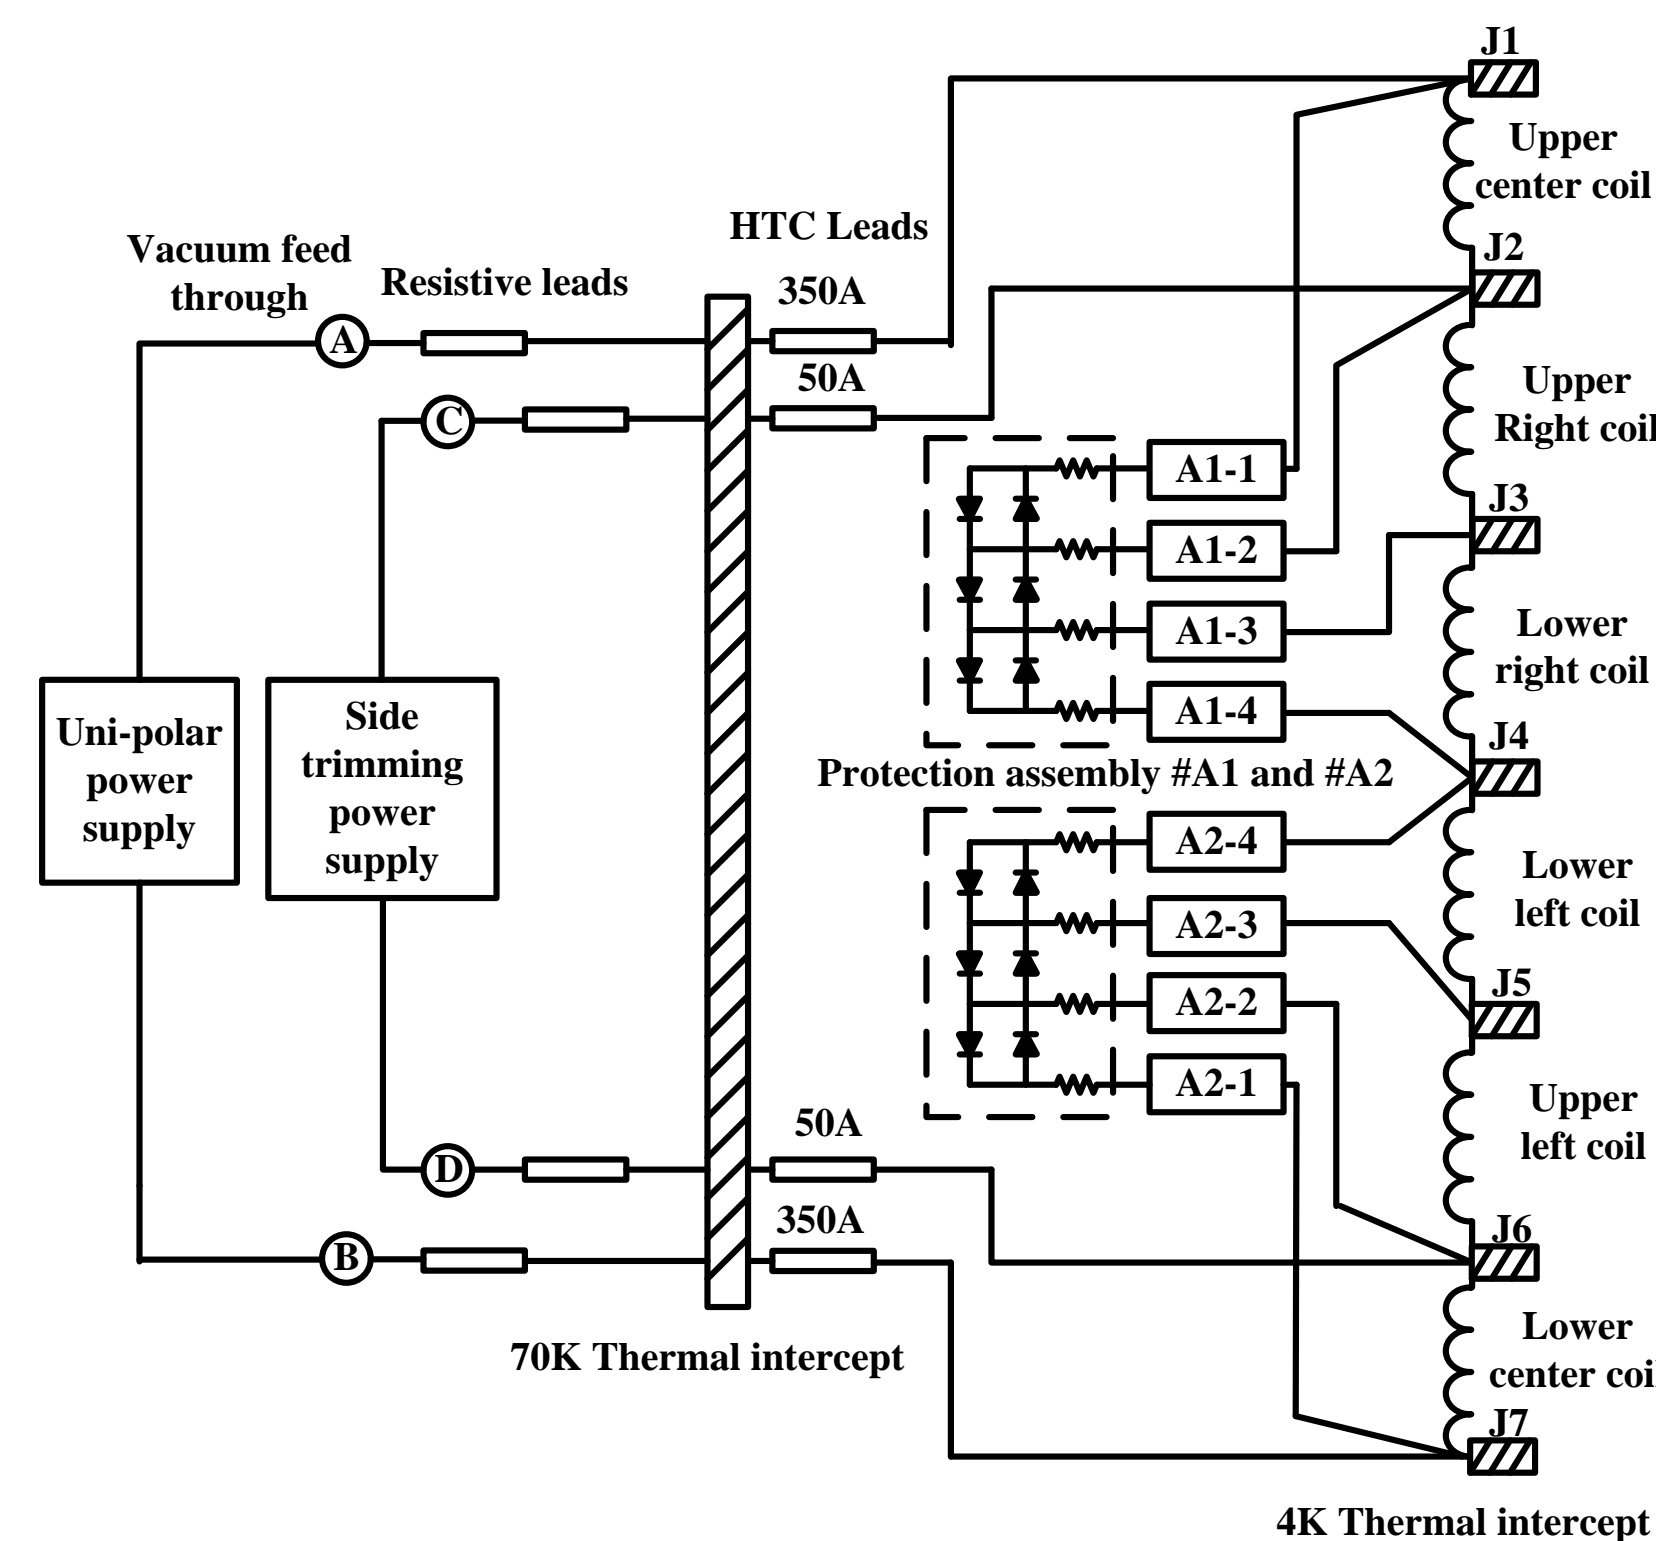 J1
Upper
center coil
HTC Leads
Vacuum feed
through
Resistive leads
350A
J2
A
50A
C
Upper
Right coil
A1-1
J3
A1-2
A1-3
Lower
right coil
A1-4
Uni-polar
power
supply
Side
trimming
power
supply
J4
Protection assembly #A1 and #A2
A2-4
Lower
left coil
A2-3
J5
A2-2
A2-1
Upper
left coil
50A
D
350A
J6
B
Lower
center coil
70K Thermal intercept
J7
4K Thermal intercept